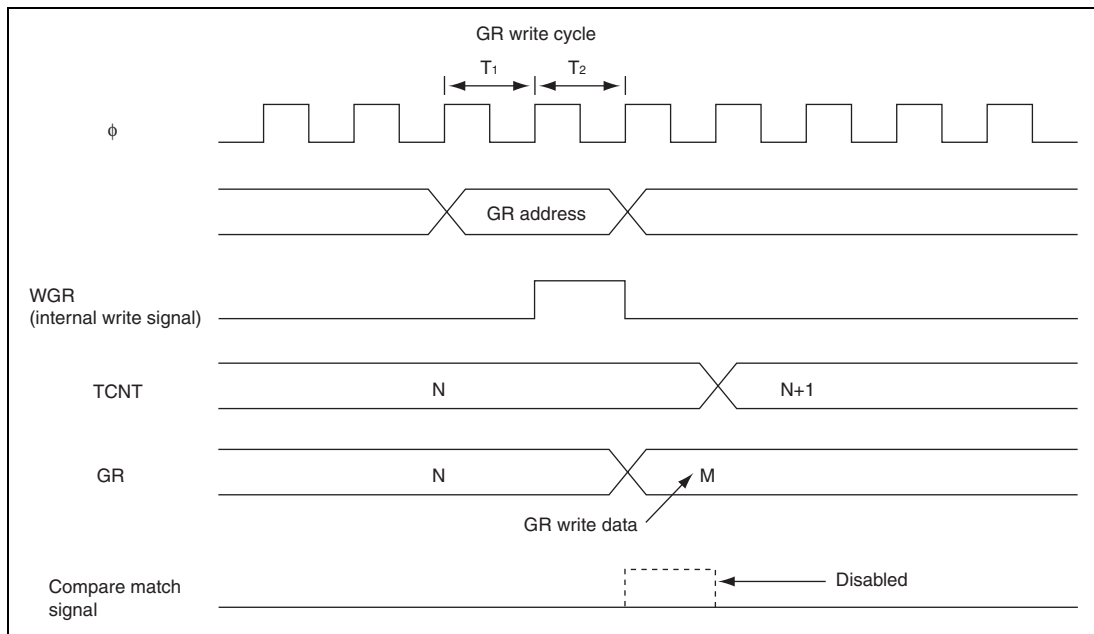 GR write cycle
T1 T2
ϕ
GR address
WGR
(internal write signal)
TCNT N N+1
GR N M
GR write data
Compare match
signal
Disabled